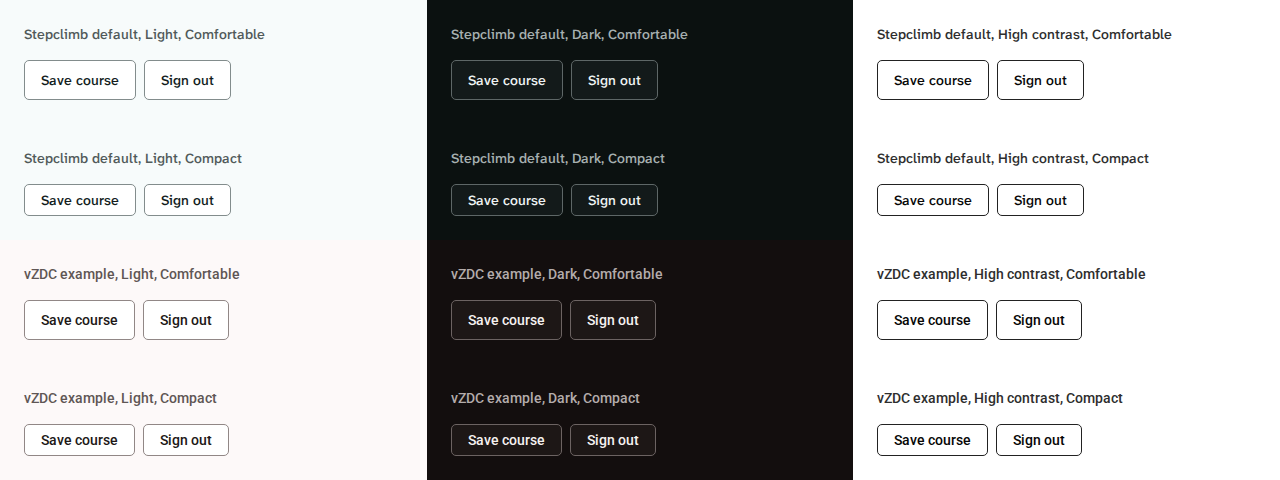 Stepclimb default, Light, Comfortable
Save course
Sign out
Stepclimb default, Dark, Comfortable
Save course
Sign out
Stepclimb default, High contrast, Comfortable
Save course
Sign out
Stepclimb default, Light, Compact
Save course
Sign out
Stepclimb default, Dark, Compact
Save course
Sign out
Stepclimb default, High contrast, Compact
Save course
Sign out
vZDC example, Light, Comfortable
Save course
Sign out
vZDC example, Dark, Comfortable
Save course
Sign out
vZDC example, High contrast, Comfortable
Save course
Sign out
vZDC example, Light, Compact
Save course
Sign out
vZDC example, Dark, Compact
Save course
Sign out
vZDC example, High contrast, Compact
Save course
Sign out